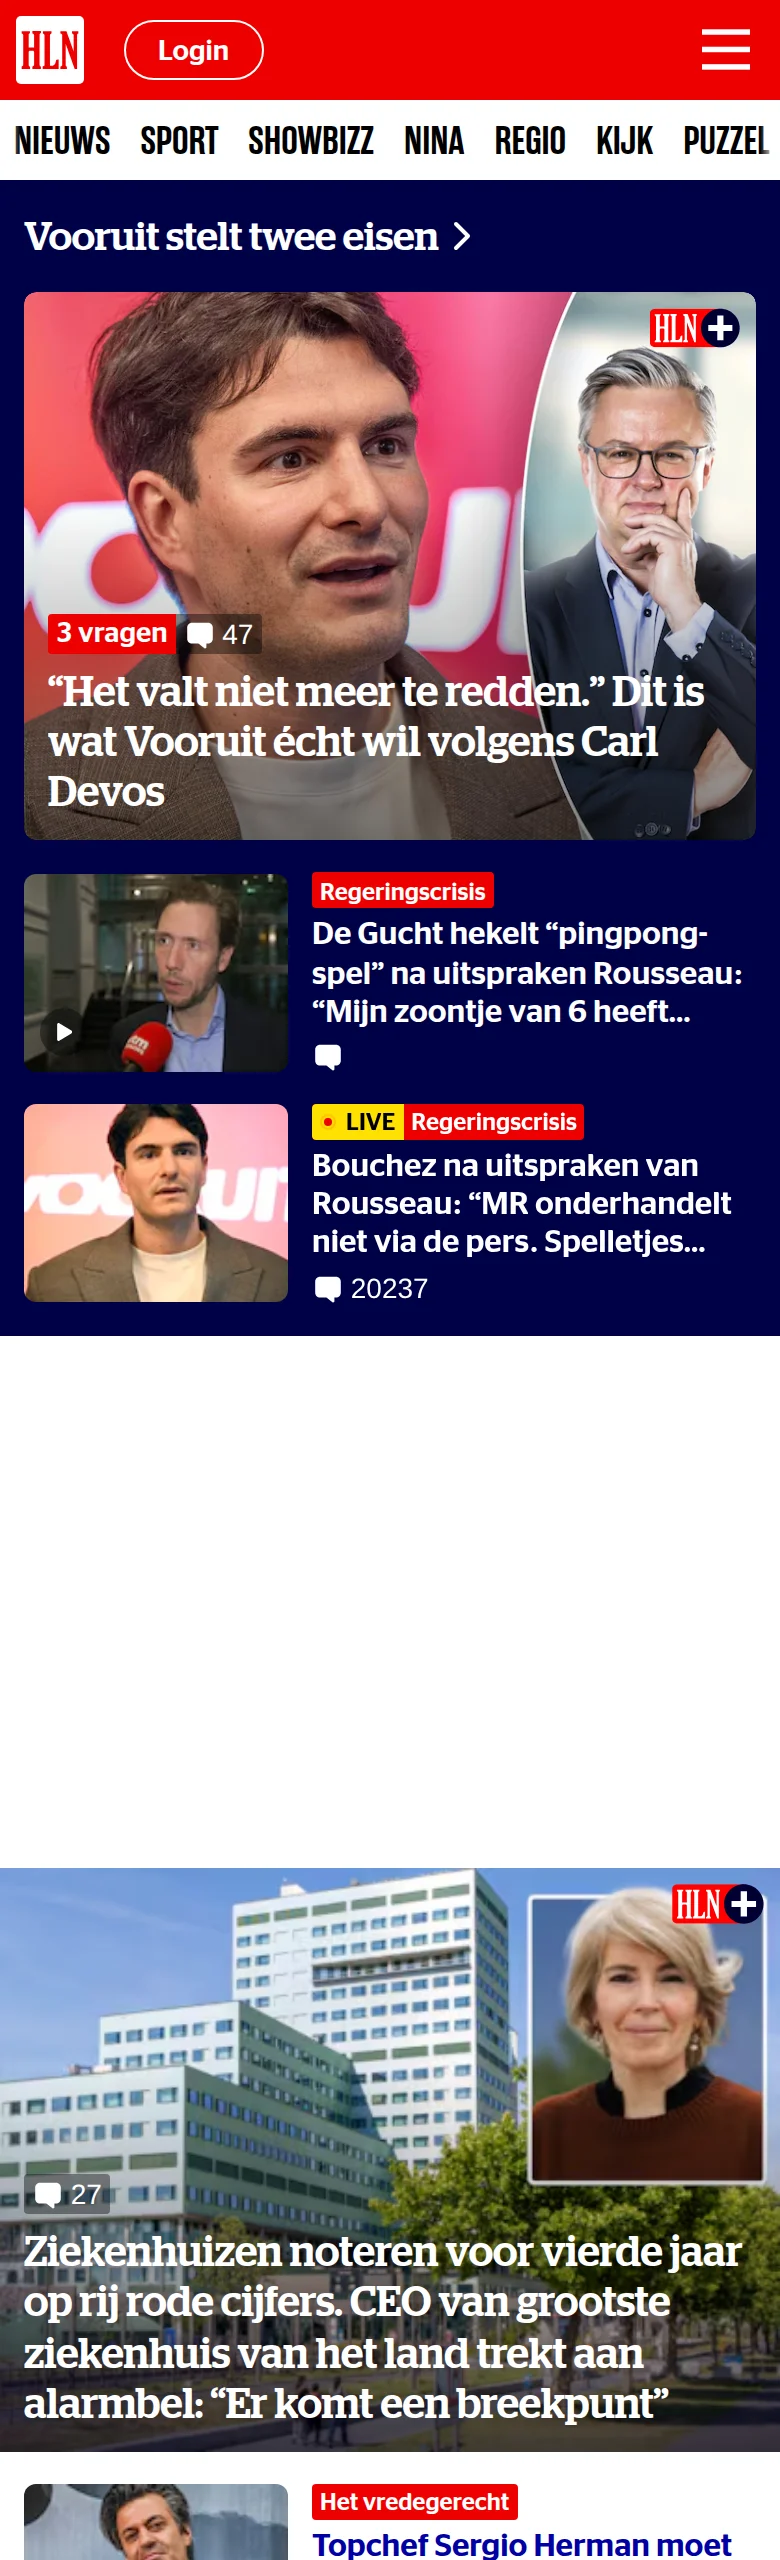 HLN
Login
NIEUWS SPORT SHOWBIZZ NINA REGIO KIJK PUZZEL
Vooruit stelt twee eisen
HLN
3 vragen 47
“Het valt niet meer te redden.” Dit is
wat Vooruit écht wil volgens Carl
Devos
Regeringscrisis
De Gucht hekelt “pingpong-
spel” na uitspraken Rousseau:
“Mijn zoontje van 6 heeft...
LIVE Regeringscrisis
Bouchez na uitspraken van
Rousseau: “MR onderhandelt
niet via de pers. Spelletjes...
20237
HLN
27
Ziekenhuizen noteren voor vierde jaar
op rij rode cijfers. CEO van grootste
ziekenhuis van het land trekt aan
alarmbel: “Er komt een breekpunt”
Het vredegerecht
Topchef Sergio Herman moet